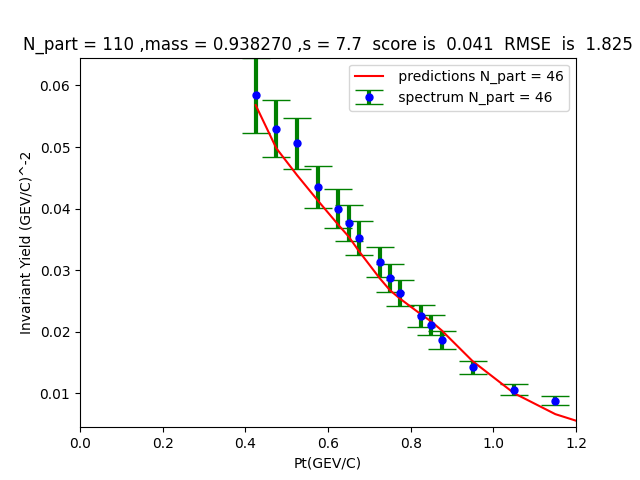 N_part = 110 ,mass = 0.938270 ,s = 7.7  score is  0.041  RMSE  is  1.825
predictions N_part = 46
spectrum N_part = 46
Invariant Yield (GEV/C)^-2
0.06
0.05
0.04
0.03
0.02
0.01
0.0 0.2 0.4 0.6 0.8 1.0 1.2
Pt(GEV/C)